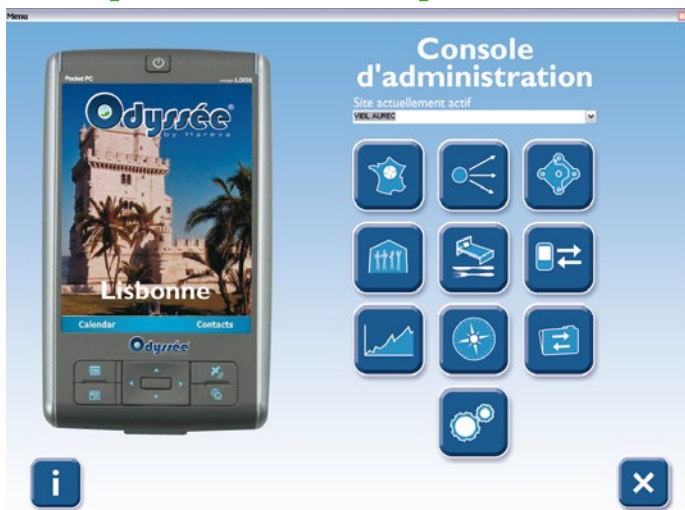 Menu
Pocket PC
LOOX
Odyssée®
by Mareva
Lisbonne
Calendar
Contacts
Odyssée
Console
d'administration
Site actuellement actif
VIEIL AUREC
i